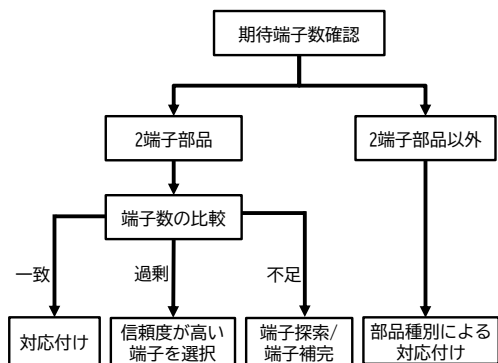 期待端子数確認
2端子部品
2端子部品以外
端子数の比較
一致
過剰
不足
対応付け
信頼度が高い
端子を選択
端子探索/
端子補完
部品種別による
対応付け